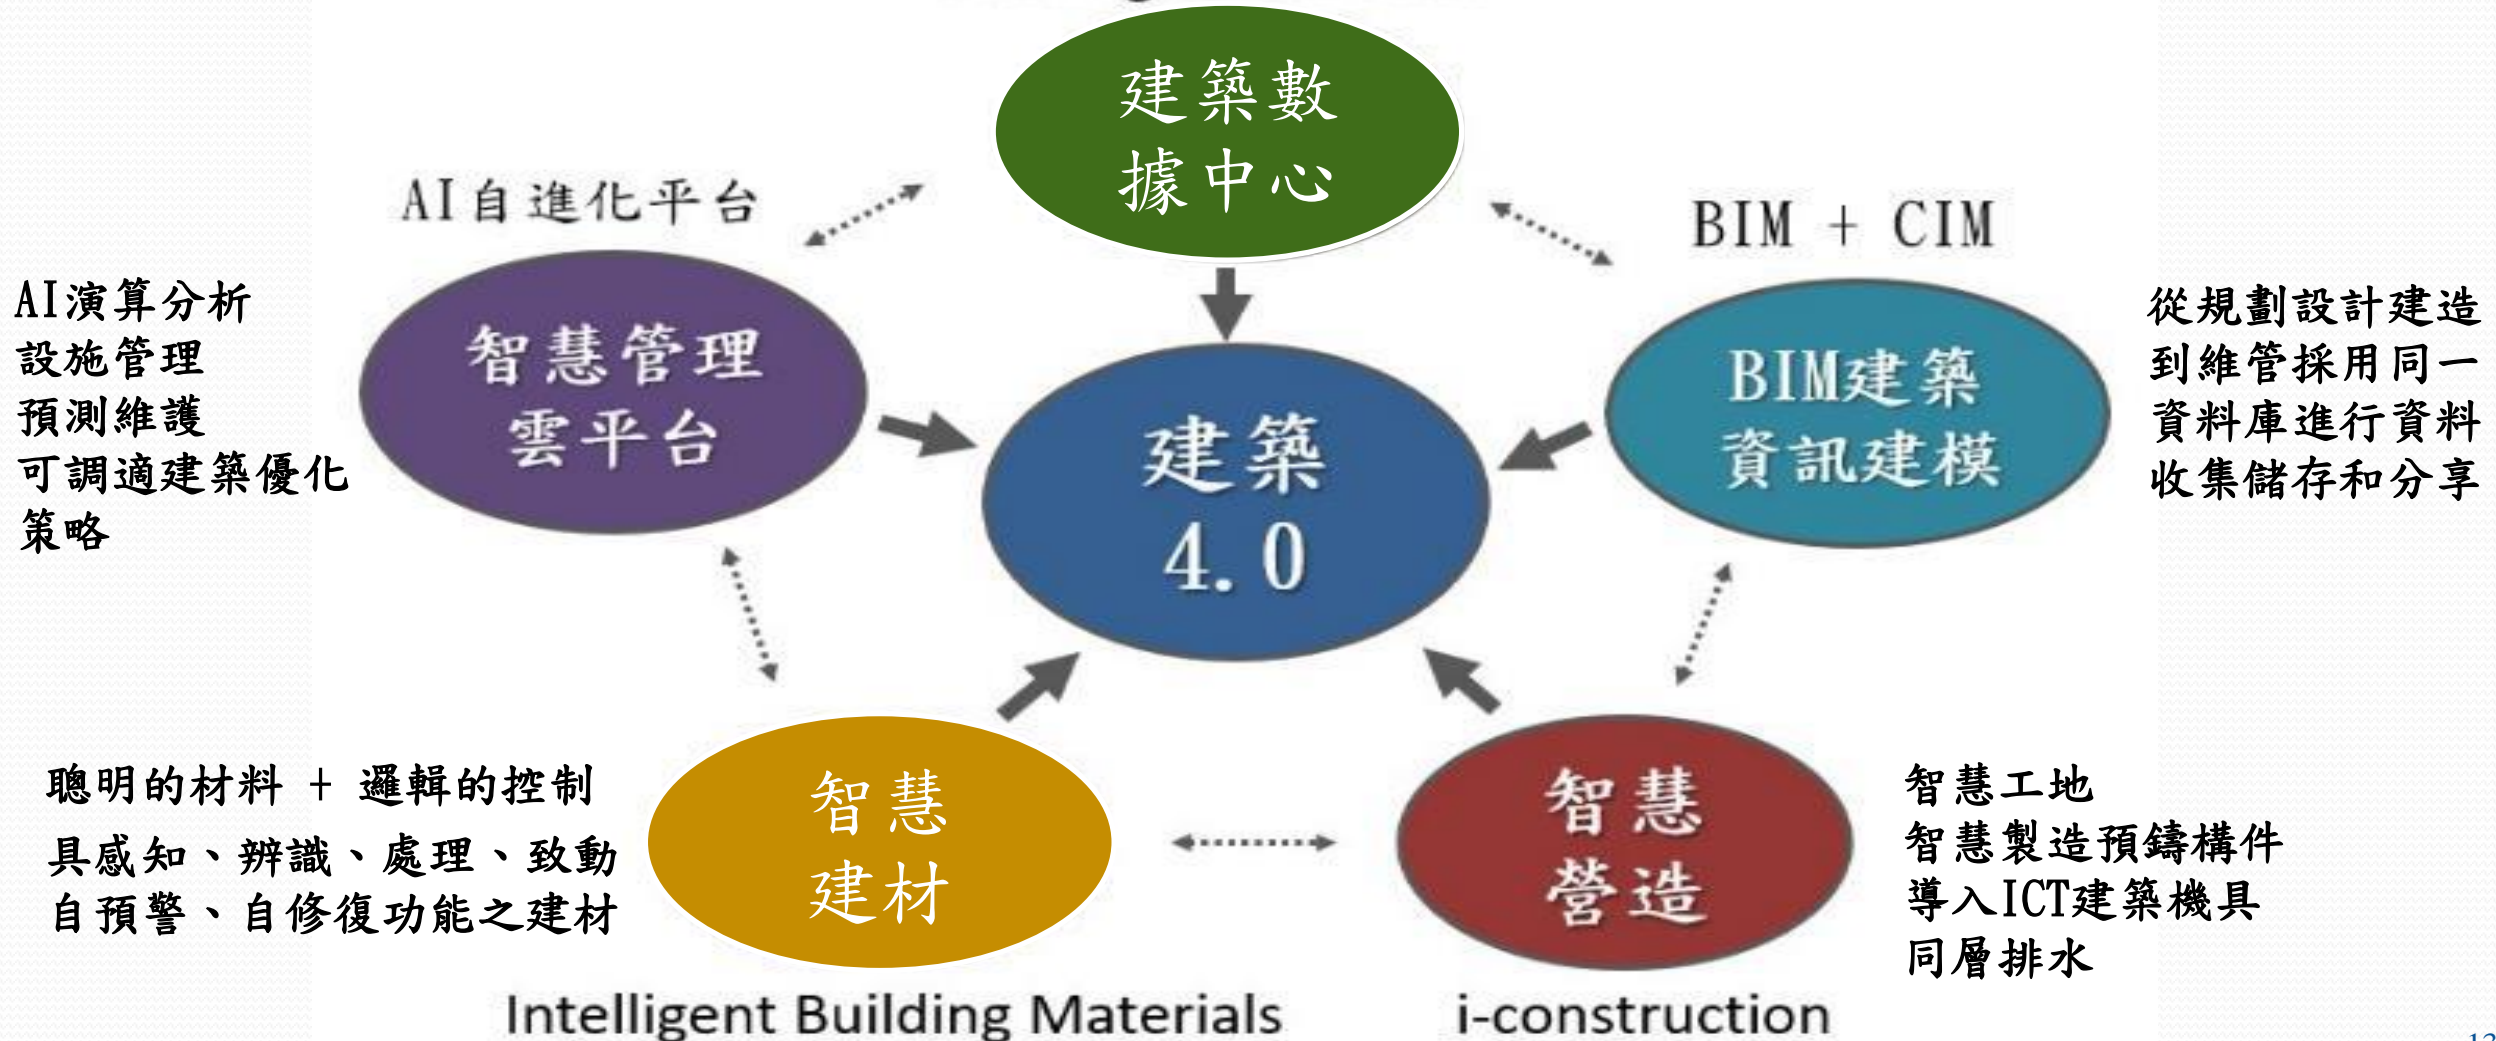 建築數
據中心
AI自進化平台
BIM + CIM
智慧管理
雲平台
AI演算分析
設施管理
預測維護
可調適建築優化
策略
建築
4.0
BIM建築
資訊建模
從規劃設計建造
到維管採用同一
資料庫進行資料
收集儲存和分享
聰明的材料 + 邏輯的控制
具感知、辨識、處理、致動
自預警、自修復功能之建材
智慧
建材
智慧
營造
智慧工地
智慧製造預鑄構件
導入ICT建築機具
同層排水
Intelligent Building Materials
i-construction